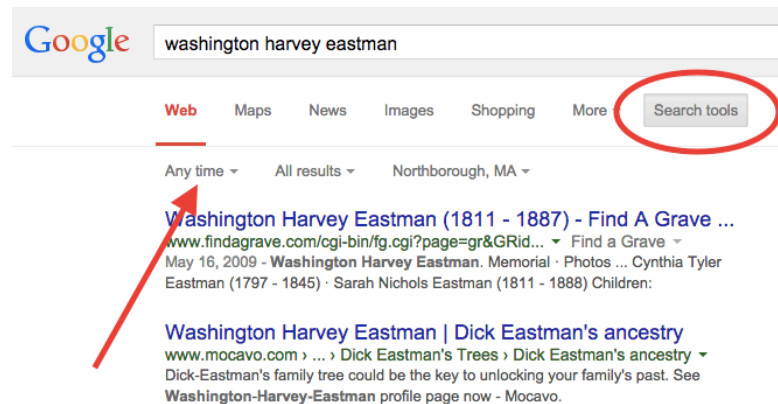 Google washington harvey eastman
Web Maps News Images Shopping More Search tools
Any time All results Northborough, MA
Washington Harvey Eastman (1811 - 1887) - Find A Grave ...
www.findagrave.com/cgi-bin/fg.cgi?page=gr&GRid... Find a Grave
May 16, 2009 - Washington Harvey Eastman. Memorial · Photos ... Cynthia Tyler
Eastman (1797 - 1845) · Sarah Nichols Eastman (1811 - 1888) Children:
Washington Harvey Eastman | Dick Eastman's ancestry
www.mocavo.com › ... › Dick Eastman's Trees › Dick Eastman's ancestry
Dick-Eastman's family tree could be the key to unlocking your family's past. See
Washington-Harvey-Eastman profile page now - Mocavo.